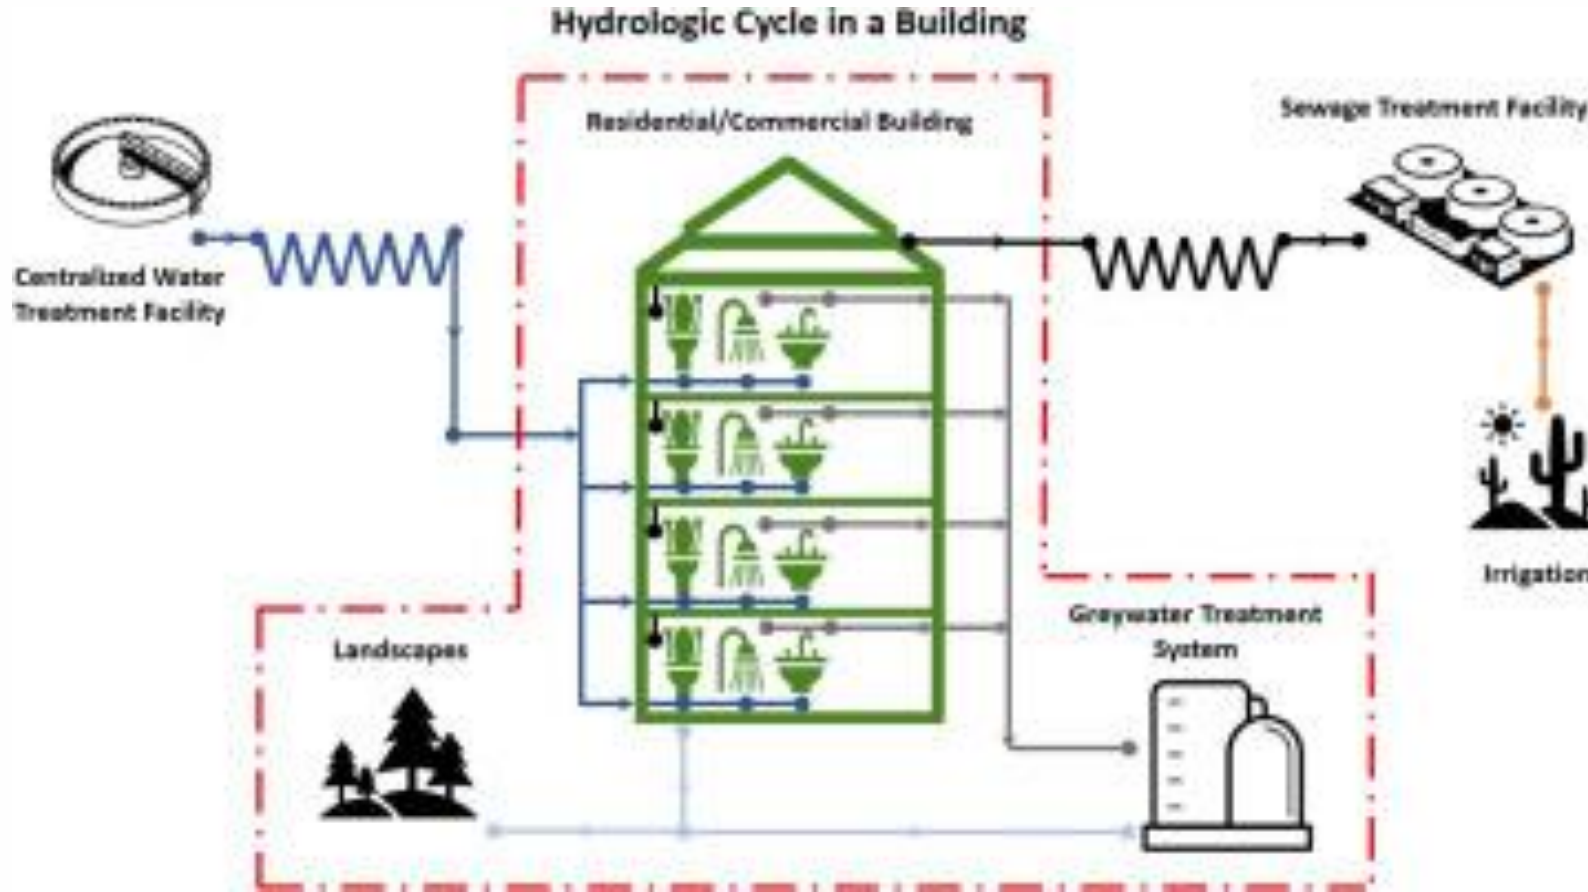 Hydrologic Cycle in a Building
Residential/Commercial Building
Sewage Treatment Facility
Centralized Water
Treatment Facility
Irrigation
Landscapes
Greywater Treatment
System